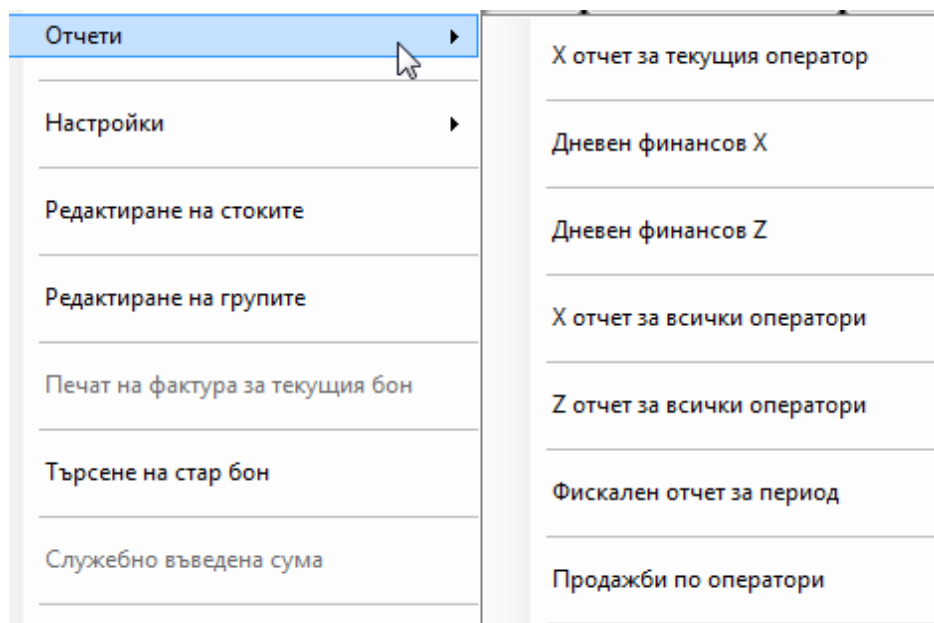 Отчети
Настройки
Редактиране на стоките
Редактиране на групите
Печат на фактура за текущия бон
Търсене на стар бон
Служебно въведена сума
X отчет за текущия оператор
Дневен финансов X
Дневен финансов Z
X отчет за всички оператори
Z отчет за всички оператори
Фискален отчет за период
Продажби по оператори